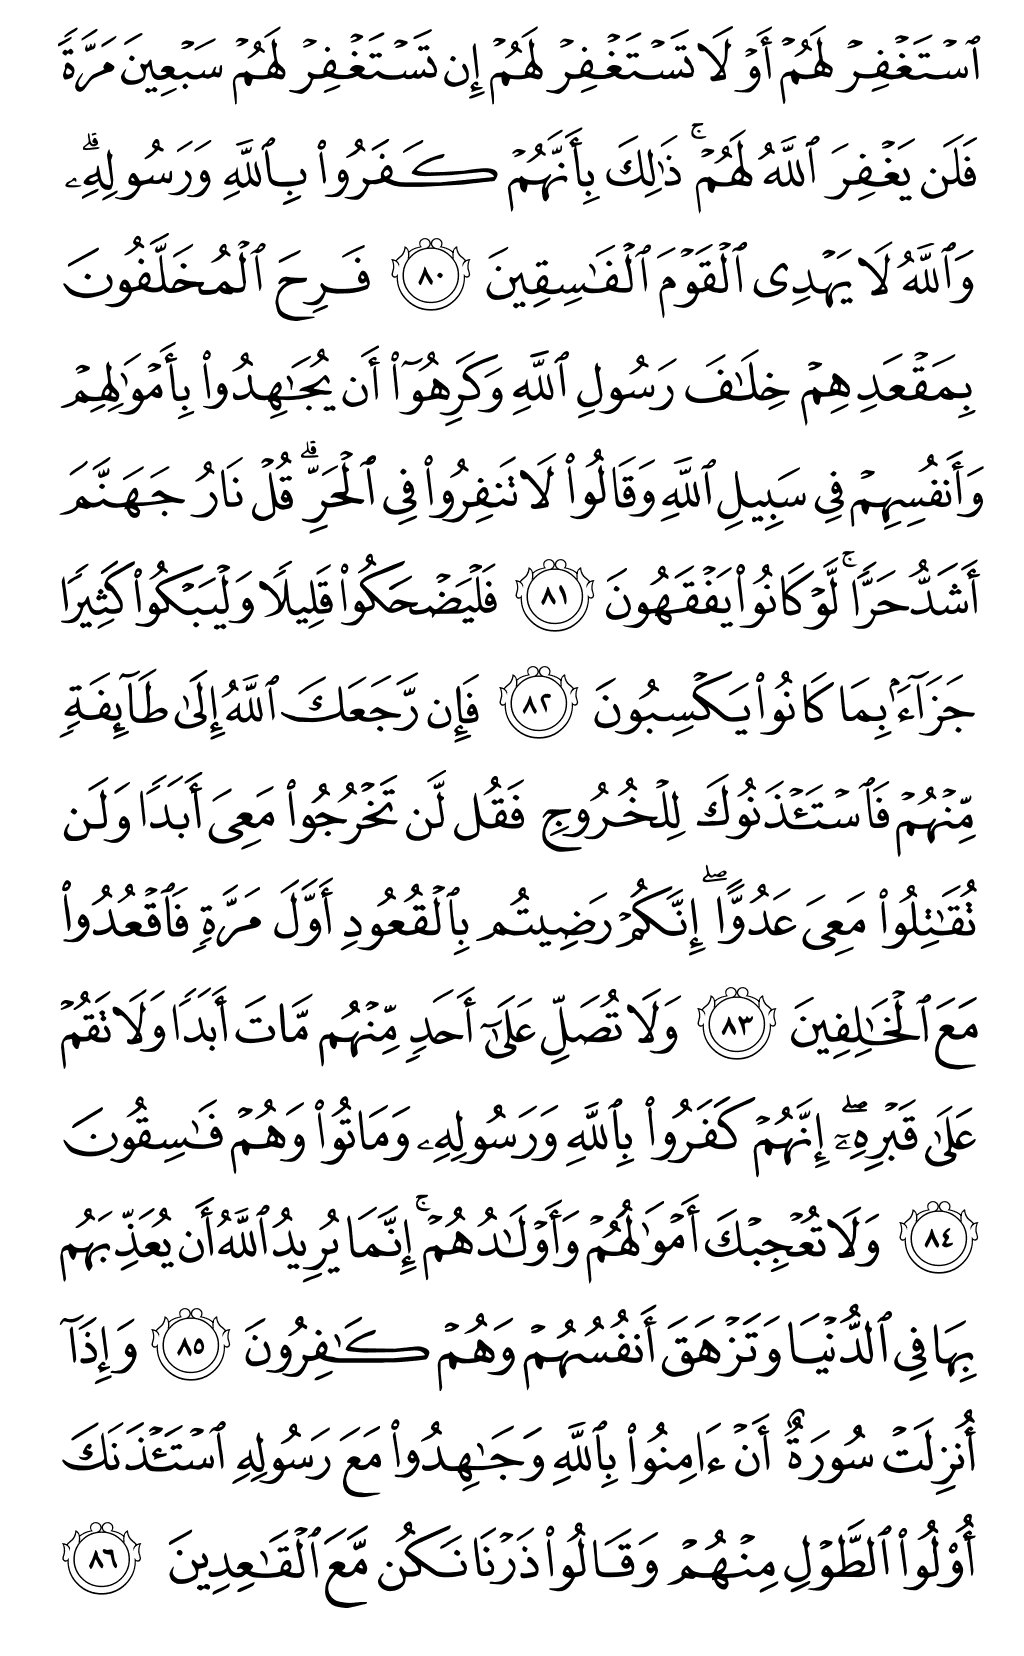 ٱسۡتَغۡفِرۡ لَهُمۡ أَوۡ لَا تَسۡتَغۡفِرۡ لَهُمۡ إِن تَسۡتَغۡفِرۡ لَهُمۡ سَبۡعِينَ مَرَّةٗ
فَلَن يَغۡفِرَ ٱللَّهُ لَهُمۡۚ ذَٰلِكَ بِأَنَّهُمۡ كَفَرُواْ بِٱللَّهِ وَرَسُولِهِۦۗ
وَٱللَّهُ لَا يَهۡدِي ٱلۡقَوۡمَ ٱلۡفَٰسِقِينَ ٨٠ فَرِحَ ٱلۡمُخَلَّفُونَ
بِمَقۡعَدِهِمۡ خِلَٰفَ رَسُولِ ٱللَّهِ وَكَرِهُوٓاْ أَن يُجَٰهِدُواْ بِأَمۡوَٰلِهِمۡ
وَأَنفُسِهِمۡ فِي سَبِيلِ ٱللَّهِ وَقَالُواْ لَا تَنفِرُواْ فِي ٱلۡحَرِّۗ قُلۡ نَارُ جَهَنَّمَ
أَشَدُّ حَرّٗاۚ لَّوۡ كَانُواْ يَفۡقَهُونَ ٨١ فَلۡيَضۡحَكُواْ قَلِيلٗا وَلۡيَبۡكُواْ كَثِيرٗا
جَزَآءَۢ بِمَا كَانُواْ يَكۡسِبُونَ ٨٢ فَإِن رَّجَعَكَ ٱللَّهُ إِلَىٰ طَآئِفَةٖ
مِّنۡهُمۡ فَٱسۡتَـٔۡذَنُوكَ لِلۡخُرُوجِ فَقُل لَّن تَخۡرُجُواْ مَعِيَ أَبَدٗا وَلَن
تُقَٰتِلُواْ مَعِيَ عَدُوًّاۖ إِنَّكُمۡ رَضِيتُم بِٱلۡقُعُودِ أَوَّلَ مَرَّةٖ فَٱقۡعُدُواْ
مَعَ ٱلۡخَٰلِفِينَ ٨٣ وَلَا تُصَلِّ عَلَىٰٓ أَحَدٖ مِّنۡهُم مَّاتَ أَبَدٗا وَلَا تَقُمۡ
عَلَىٰ قَبۡرِهِۦٓۖ إِنَّهُمۡ كَفَرُواْ بِٱللَّهِ وَرَسُولِهِۦ وَمَاتُواْ وَهُمۡ فَٰسِقُونَ
٨٤ وَلَا تُعۡجِبۡكَ أَمۡوَٰلُهُمۡ وَأَوۡلَٰدُهُمۡۚ إِنَّمَا يُرِيدُ ٱللَّهُ أَن يُعَذِّبَهُم
بِهَا فِي ٱلدُّنۡيَا وَتَزۡهَقَ أَنفُسُهُمۡ وَهُمۡ كَٰفِرُونَ ٨٥ وَإِذَآ
أُنزِلَتۡ سُورَةٌ أَنۡ ءَامِنُواْ بِٱللَّهِ وَجَٰهِدُواْ مَعَ رَسُولِهِ ٱسۡتَـٔۡذَنَكَ
أُوْلُواْ ٱلطَّوۡلِ مِنۡهُمۡ وَقَالُواْ ذَرۡنَا نَكُن مَّعَ ٱلۡقَٰعِدِينَ ٨٦